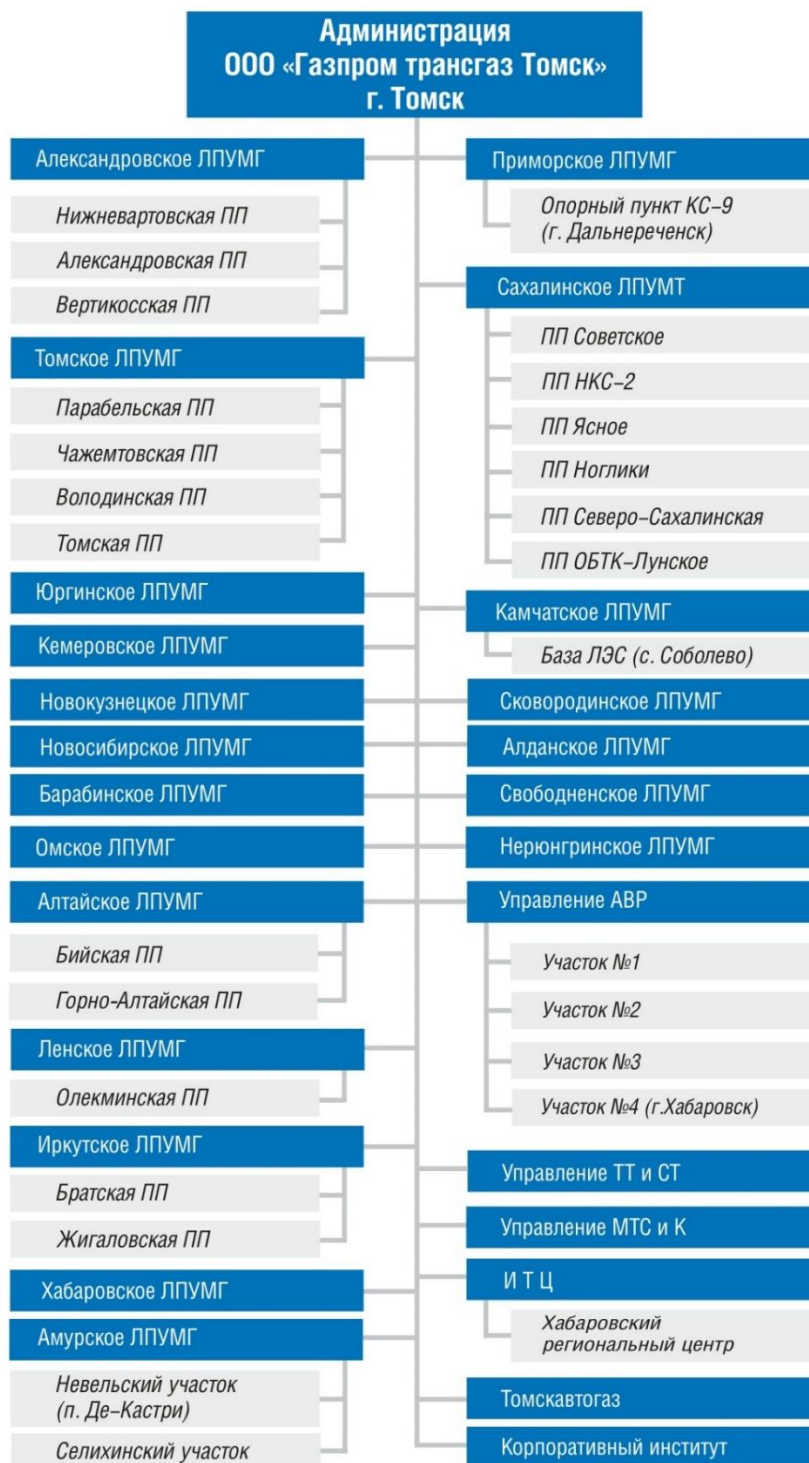 Администрация
ООО «Газпром трансгаз Томск»
г. Томск
Александровское ЛПУМГ
Нижневартовская ПП
Александровская ПП
Вертикосская ПП
Томское ЛПУМГ
Парабельская ПП
Чажемтовская ПП
Володинская ПП
Томская ПП
Юргинское ЛПУМГ
Кемеровское ЛПУМГ
Новокузнецкое ЛПУМГ
Новосибирское ЛПУМГ
Барабинское ЛПУМГ
Омское ЛПУМГ
Алтайское ЛПУМГ
Бийская ПП
Горно-Алтайская ПП
Ленское ЛПУМГ
Олекминская ПП
Иркутское ЛПУМГ
Братская ПП
Жигаловская ПП
Хабаровское ЛПУМГ
Амурское ЛПУМГ
Невельский участок
(п. Де-Кастри)
Селихинский участок
Приморское ЛПУМГ
Опорный пункт КС-9
(г. Дальнереченск)
Сахалинское ЛПУМТ
ПП Советское
ПП НКС-2
ПП Ясное
ПП Ноглики
ПП Северо-Сахалинская
ПП ОБТК-Лунское
Камчатское ЛПУМГ
База ЛЭС (с. Соболево)
Сковородинское ЛПУМГ
Алданское ЛПУМГ
Свободненское ЛПУМГ
Нерюнгринское ЛПУМГ
Управление АВР
Участок №1
Участок №2
Участок №3
Участок №4 (г.Хабаровск)
Управление ТТ и СТ
Управление МТС и К
И Т Ц
Хабаровский
региональный центр
Томскавтогаз
Корпоративный институт